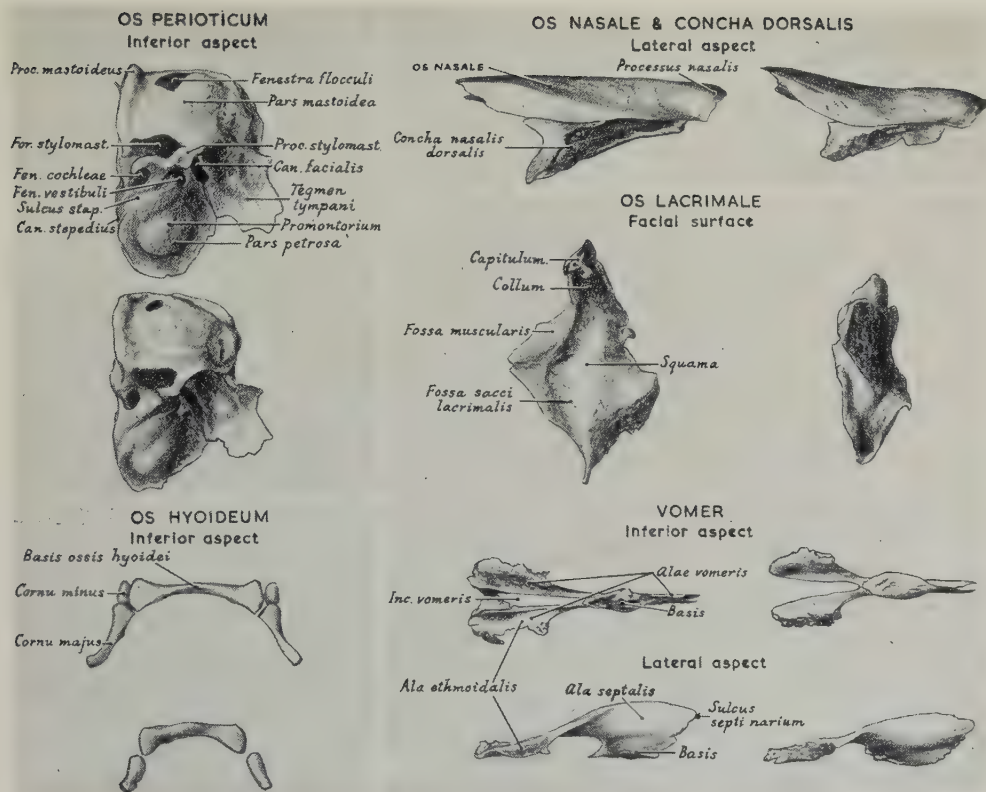 OS PERIOTICUM
Inferior aspect
Proc. mastoideus
Fenestra flocculi
Pars mastoidea
For. stylomast.
Proc. stylomast.
Fen. cochleae
Can. facialis
Fen. vestibuli
Tegmen
tympani
Sulcus stap.
Can. stapedius
Promontorium
Pars petrosa
OS HYOIDEUM
Inferior aspect
Basis ossis hyoidei
Cornu minus
Cornu majus
OS NASALE & CONCHA DORSALIS
Lateral aspect
OS NASALE
Processus nasalis
Concha nasalis
dorsalis
OS LACRIMALE
Facial surface
Capitulum.
Collum
Fossa muscularis
Squama
Fossa sacci
lacrimalis
VOMER
Inferior aspect
Alae vomeris
Inc. vomeris
Basis
Lateral aspect
Ala ethmoidalis
Ala septalis
Sulcus
septi narium
Basis